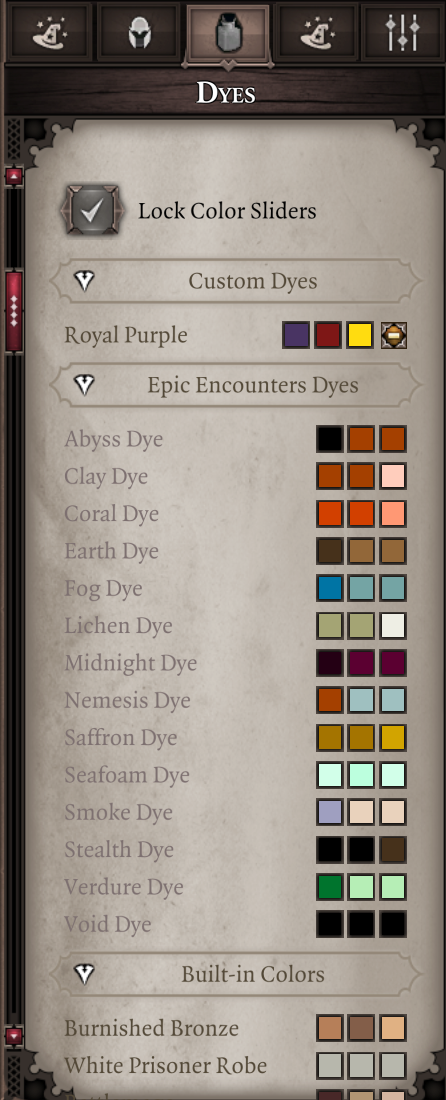 Dyes
Lock Color Sliders
Custom Dyes
Royal Purple
Epic Encounters Dyes
Abyss Dye
Clay Dye
Coral Dye
Earth Dye
Fog Dye
Lichen Dye
Midnight Dye
Nemesis Dye
Saffron Dye
Seafoam Dye
Smoke Dye
Stealth Dye
Verdure Dye
Void Dye
Built-in Colors
Burnished Bronze
White Prisoner Robe